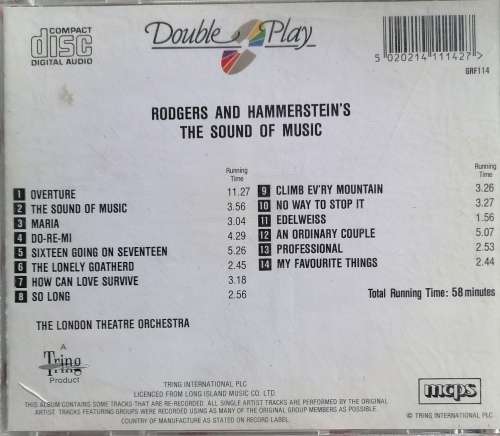 COMPACT
disc
DIGITAL AUDIO
Double Play
5 020214 111427 >
GRF114
RODGERS AND HAMMERSTEIN'S
THE SOUND OF MUSIC
Running
Time
1 OVERTURE 11.27
2 THE SOUND OF MUSIC 3.56
3 MARIA 3.04
4 DO-RE-MI 4.29
5 SIXTEEN GOING ON SEVENTEEN 5.26
6 THE LONELY GOATHERD 2.45
7 HOW CAN LOVE SURVIVE 3.18
8 SO LONG 2.56
Running
Time
9 CLIMB EV'RY MOUNTAIN 3.26
10 NO WAY TO STOP IT 3.27
11 EDELWEISS 1.56
12 AN ORDINARY COUPLE 5.07
13 PROFESSIONAL 2.53
14 MY FAVOURITE THINGS 2.44
Total Running Time: 58 minutes
THE LONDON THEATRE ORCHESTRA
A
Tring
Product
TRING INTERNATIONAL PLC
LICENCED FROM LONG ISLAND MUSIC CO. LTD.
THIS ALBUM CONTAINS SOME TRACKS THAT ARE RE-RECORDED. ALL SINGLE ARTIST TRACKS ARE PERFORMED BY THE ORIGINAL
ARTIST. TRACKS FEATURING GROUPS WERE RECORDED USING AS MANY OF THE ORIGINAL GROUP MEMBERS AS POSSIBLE.
COUNTRY OF MANUFACTURE AS STATED ON RECORD LABEL.
mcps
© TRING INTERNATIONAL PLC